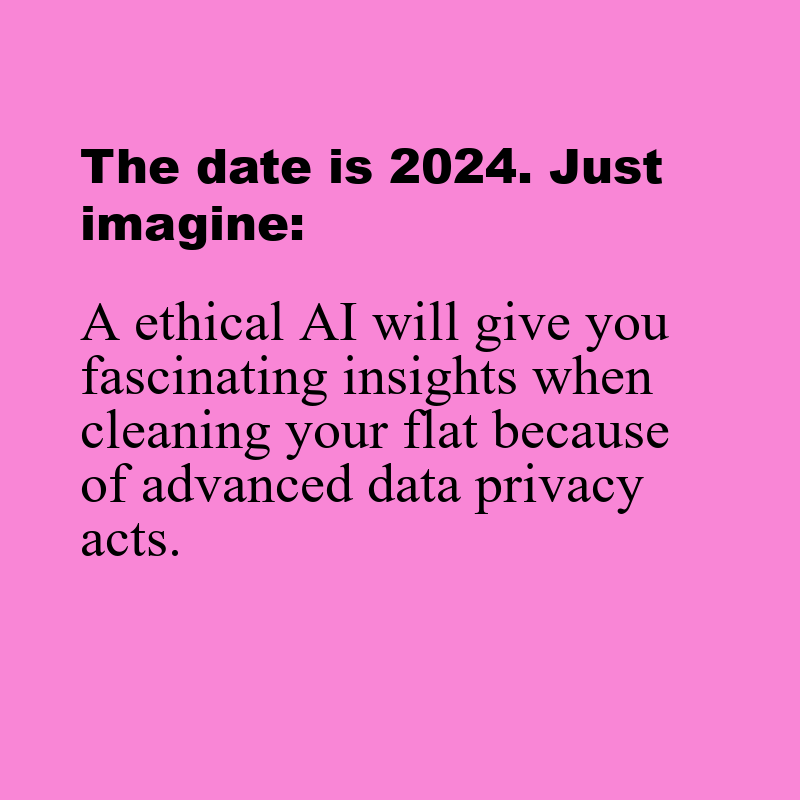 The date is 2024. Just
imagine:
A ethical AI will give you
fascinating insights when
cleaning your flat because
of advanced data privacy
acts.